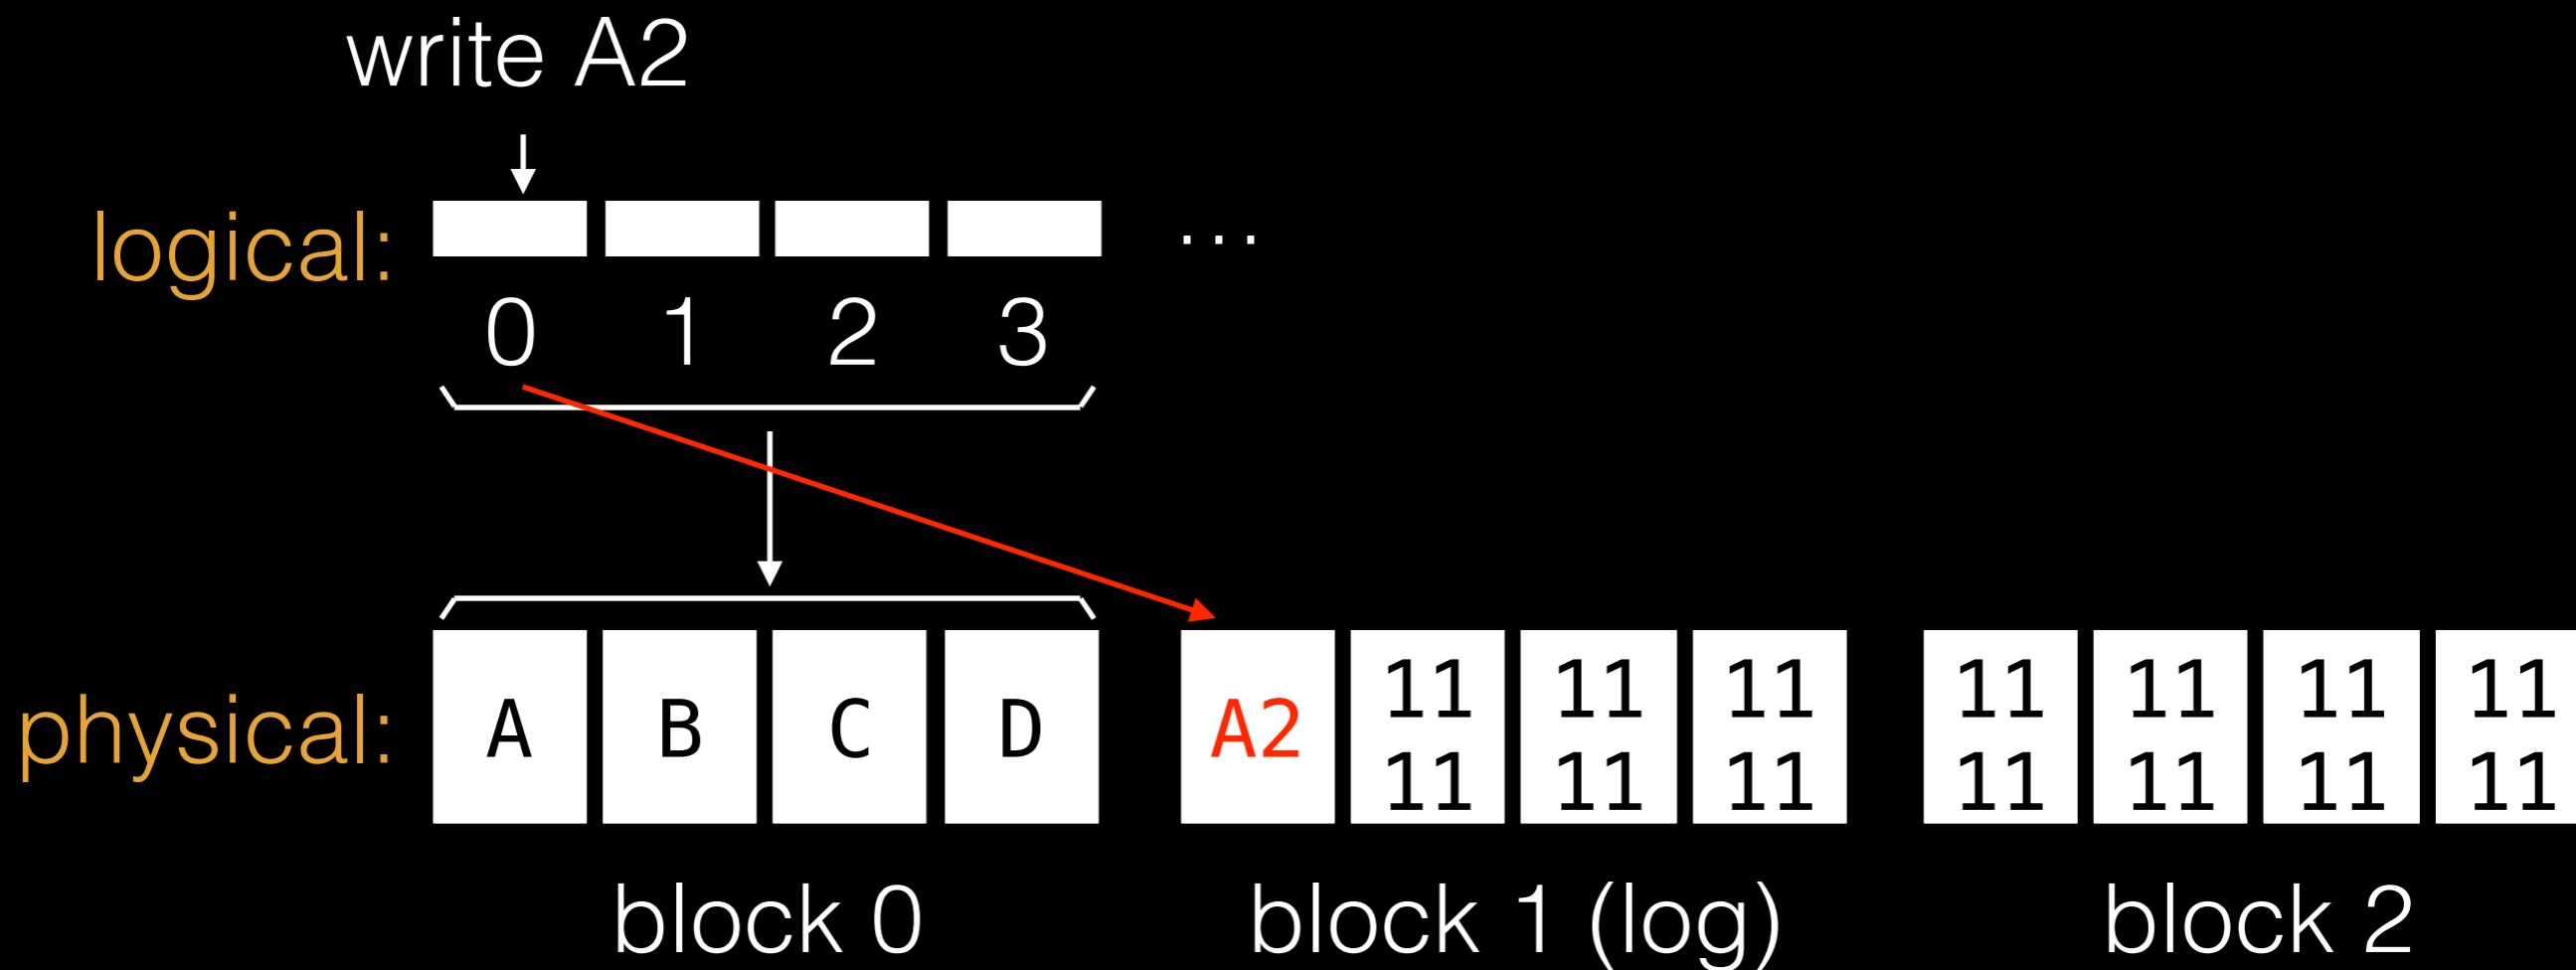 write A2
logical: ...
0 1 2 3
physical: A B C D A2 11 11 11 11 11 11 11
11 11 11 11 11 11 11
block 0 block 1 (log) block 2